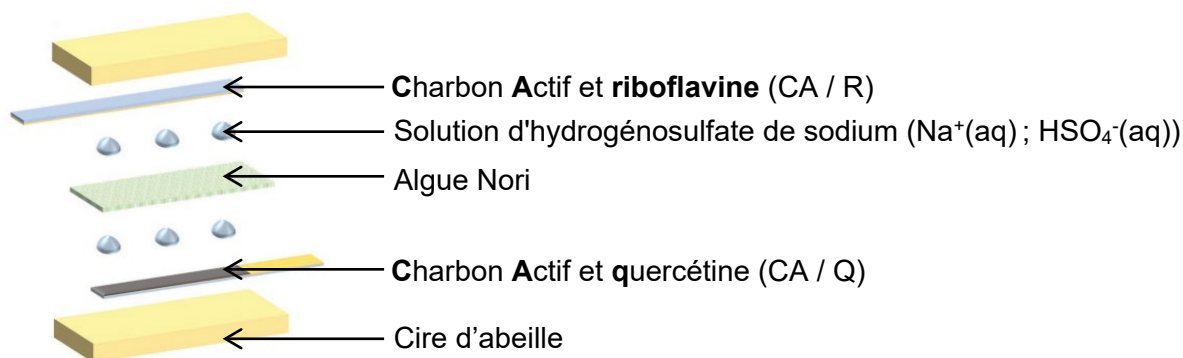 Charbon Actif et riboflavine (CA / R)
Solution d'hydrogénosulfate de sodium (Na⁺(aq) ; HSO₄⁻(aq))
Algue Nori
Charbon Actif et quercétine (CA / Q)
Cire d’abeille